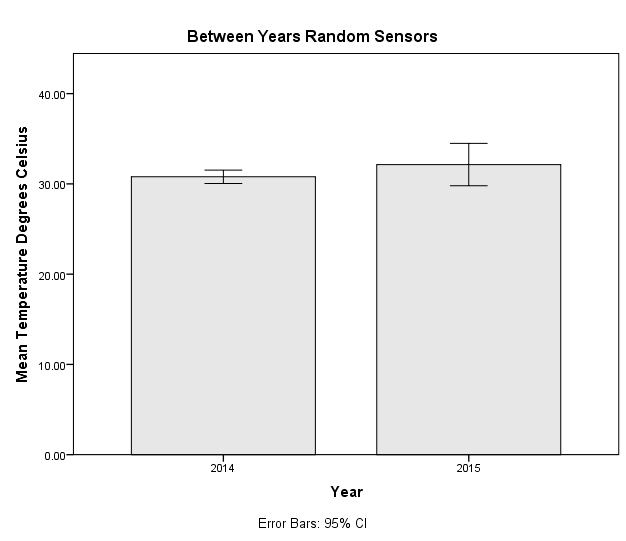 Between Years Random Sensors
Mean Temperature Degrees Celsius
40.00
30.00
20.00
10.00
0.00
2014
2015
Year
Error Bars: 95% CI